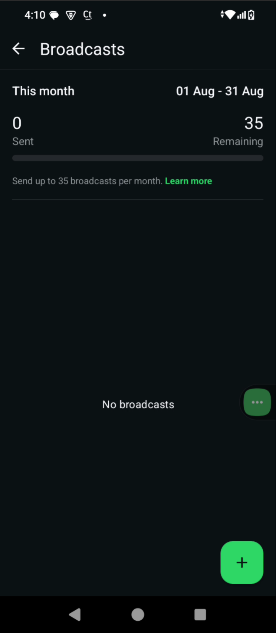 4:10
Broadcasts
This month 01 Aug - 31 Aug
0 35
Sent Remaining
Send up to 35 broadcasts per month. Learn more
No broadcasts